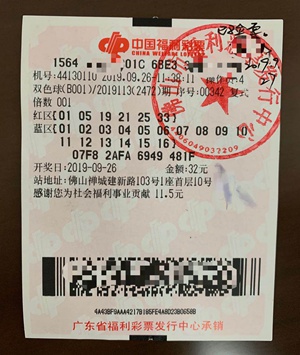 中国福利彩票
CHINA WELFARE LOTTERY
1564 01C 6BE3
机号:44130110 2019.09.26-11:38:11 4
双色球(B001)/2019113(2472)期 序号:00342 复式
倍数 001
红区(01 05 19 21 25 33)
蓝区(01 02 03 04 05 06 07 08 09 10
11 12 13 14 15 16)
07F8 2AFA 6949 481F
开奖日:2019-09-26 金额:32元
站地址:佛山禅城建新路103号1座首层10号
感谢您为社会福利事业贡献 11.5元
广东省福利彩票发行中心承销